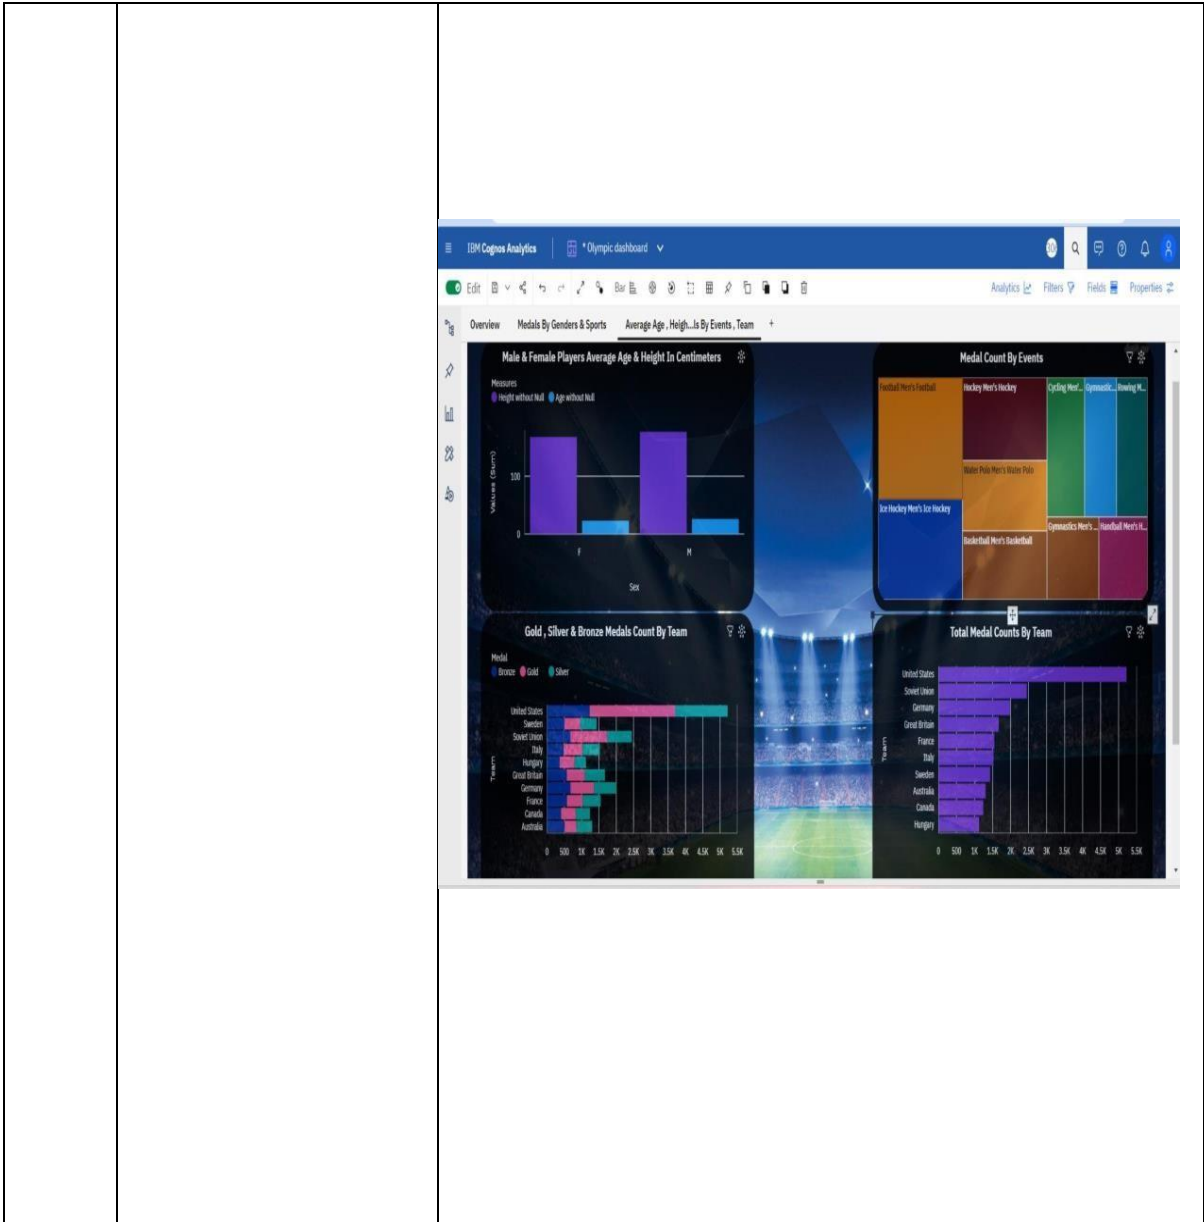 IBM Cognos Analytics
* Olympic dashboard
Edit
Bar
Analytics
Filters
Fields
Properties
Overview
Medals By Genders & Sports
Average Age , Heigh...ls By Events , Team
+
Male & Female Players Average Age & Height In Centimeters
Measures
Height without Null
Age without Null
Values (Sum)
100
0
F
M
Sex
Medal Count By Events
Football Men's Football
Hockey Men's Hockey
Cycling Men'...
Gymnastic...
Rowing M...
Water Polo Men's Water Polo
Ice Hockey Men's Ice Hockey
Gymnastics Men's ...
Handball Men's H...
Basketball Men's Basketball
Gold , Silver & Bronze Medals Count By Team
Medal
Bronze
Gold
Silver
Team
United States
Sweden
Soviet Union
Italy
Hungary
Great Britain
Germany
France
Canada
Australia
0 500 1K 1.5K 2K 2.5K 3K 3.5K 4K 4.5K 5K 5.5K
Total Medal Counts By Team
Team
United States
Soviet Union
Germany
Great Britain
France
Italy
Sweden
Australia
Canada
Hungary
0 500 1K 1.5K 2K 2.5K 3K 3.5K 4K 4.5K 5K 5.5K